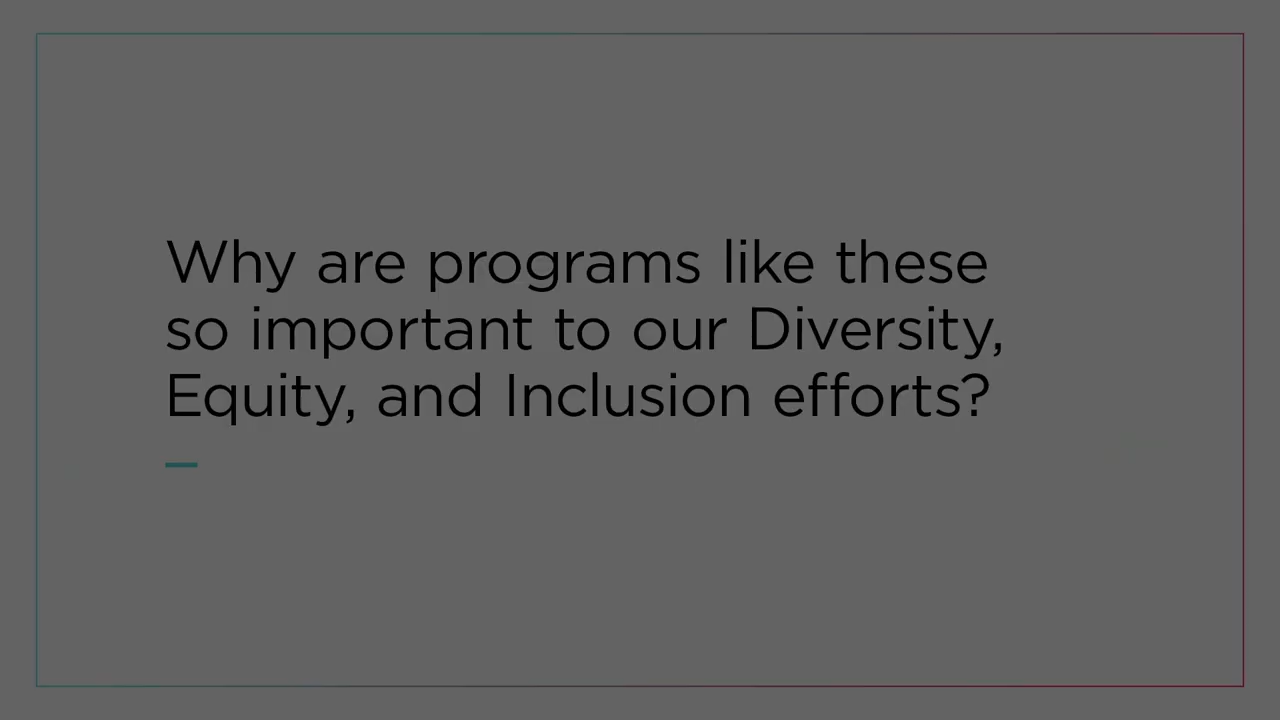 Why are programs like these
so important to our Diversity,
Equity, and Inclusion efforts?